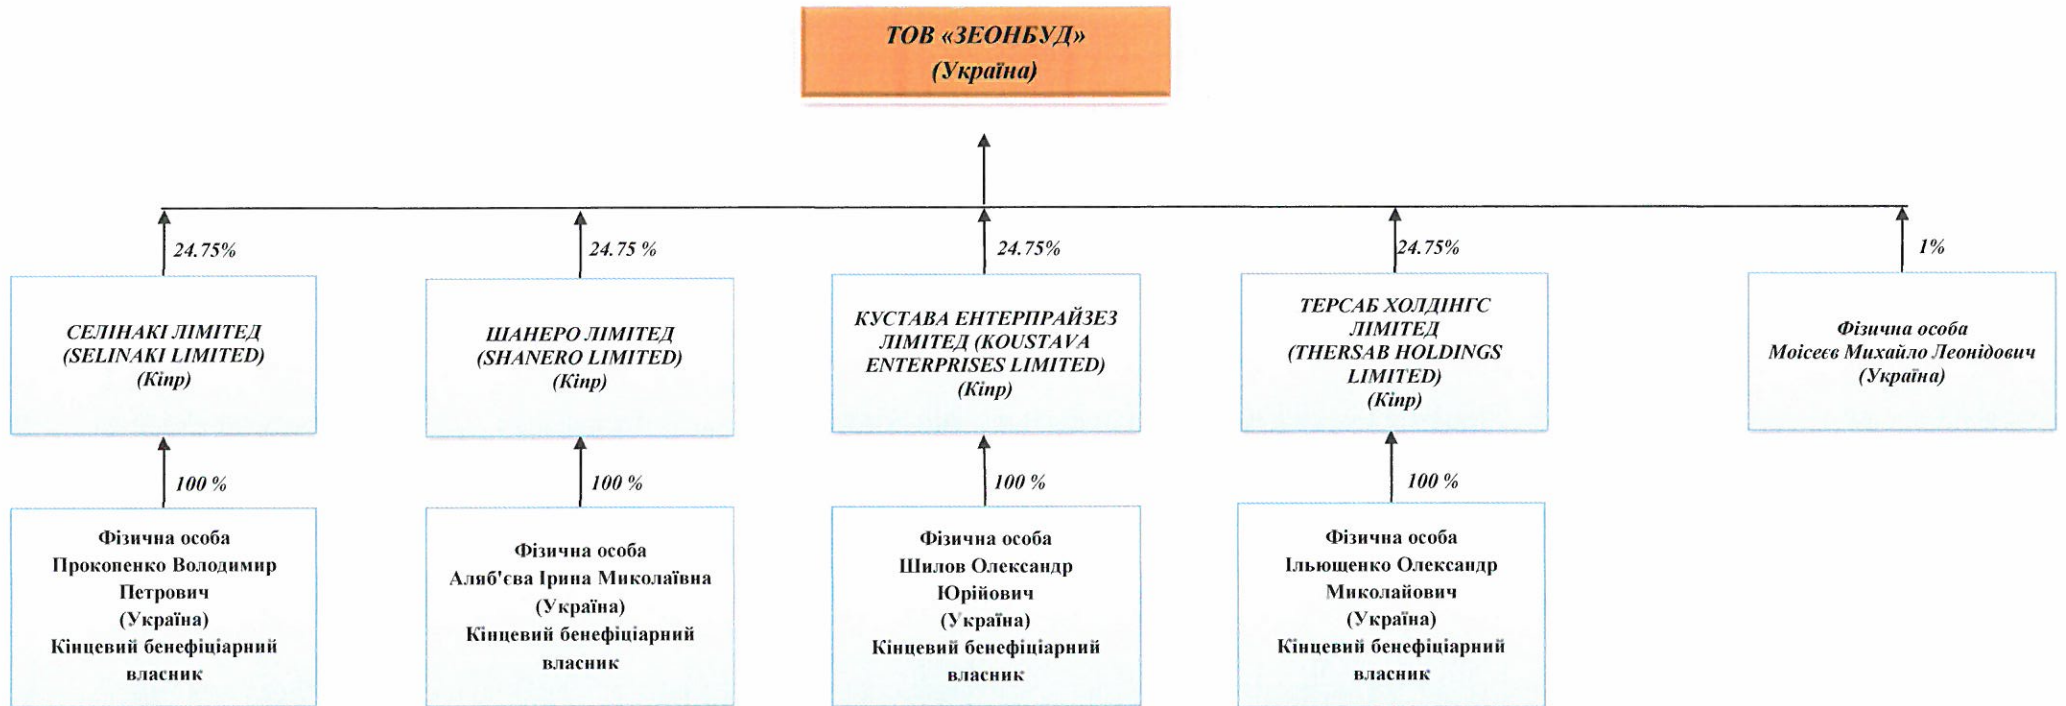 ТОВ «ЗЕОНБУД»
(Україна)
24.75%
24.75 %
24.75%
24.75%
1%
СЕЛІНАКІ ЛІМІТЕД
(SELINAKI LIMITED)
(Кіпр)
ШАНЕРО ЛІМІТЕД
(SHANERO LIMITED)
(Кіпр)
КУСТАВА ЕНТЕРПРАЙЗЕЗ
ЛІМІТЕД (KOUSTAVA
ENTERPRISES LIMITED)
(Кіпр)
ТЕРСАБ ХОЛДІНГС
ЛІМІТЕД
(THERSAB HOLDINGS
LIMITED)
(Кіпр)
Фізична особа
Моісеєв Михайло Леонідович
(Україна)
100 %
100 %
100 %
100 %
Фізична особа
Прокопенко Володимир
Петрович
(Україна)
Кінцевий бенефіціарний
власник
Фізична особа
Аляб'єва Ірина Миколаївна
(Україна)
Кінцевий бенефіціарний
власник
Фізична особа
Шилов Олександр
Юрійович
(Україна)
Кінцевий бенефіціарний
власник
Фізична особа
Ільющенко Олександр
Миколайович
(Україна)
Кінцевий бенефіціарний
власник